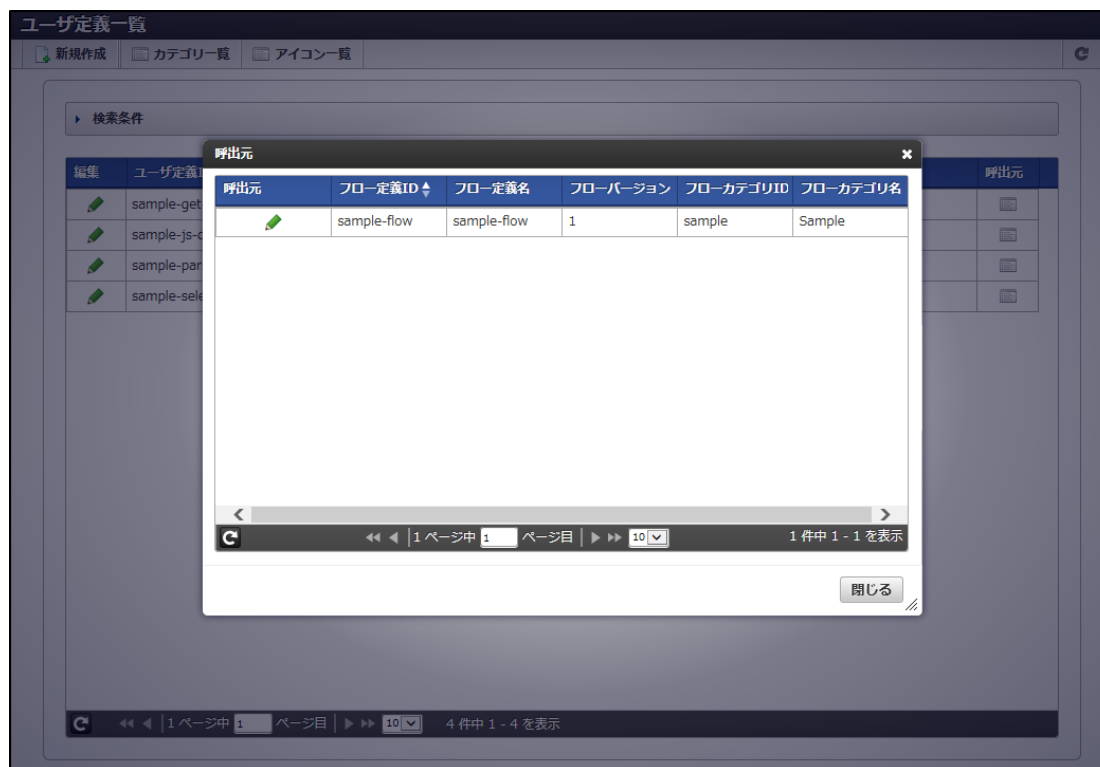 ユーザ定義一覧
新規作成 カテゴリ一覧 アイコン一覧
検索条件
編集 ユーザ定義I 呼出元
sample-get
sample-js-c
sample-par
sample-sele
呼出元
呼出元 フロー定義ID フロー定義名 フローバージョン フローカテゴリID フローカテゴリ名
sample-flow sample-flow 1 sample Sample
1 ページ中 1 ページ目 10 1 件中 1 - 1 を表示
閉じる
1 ページ中 1 ページ目 10 4 件中 1 - 4 を表示